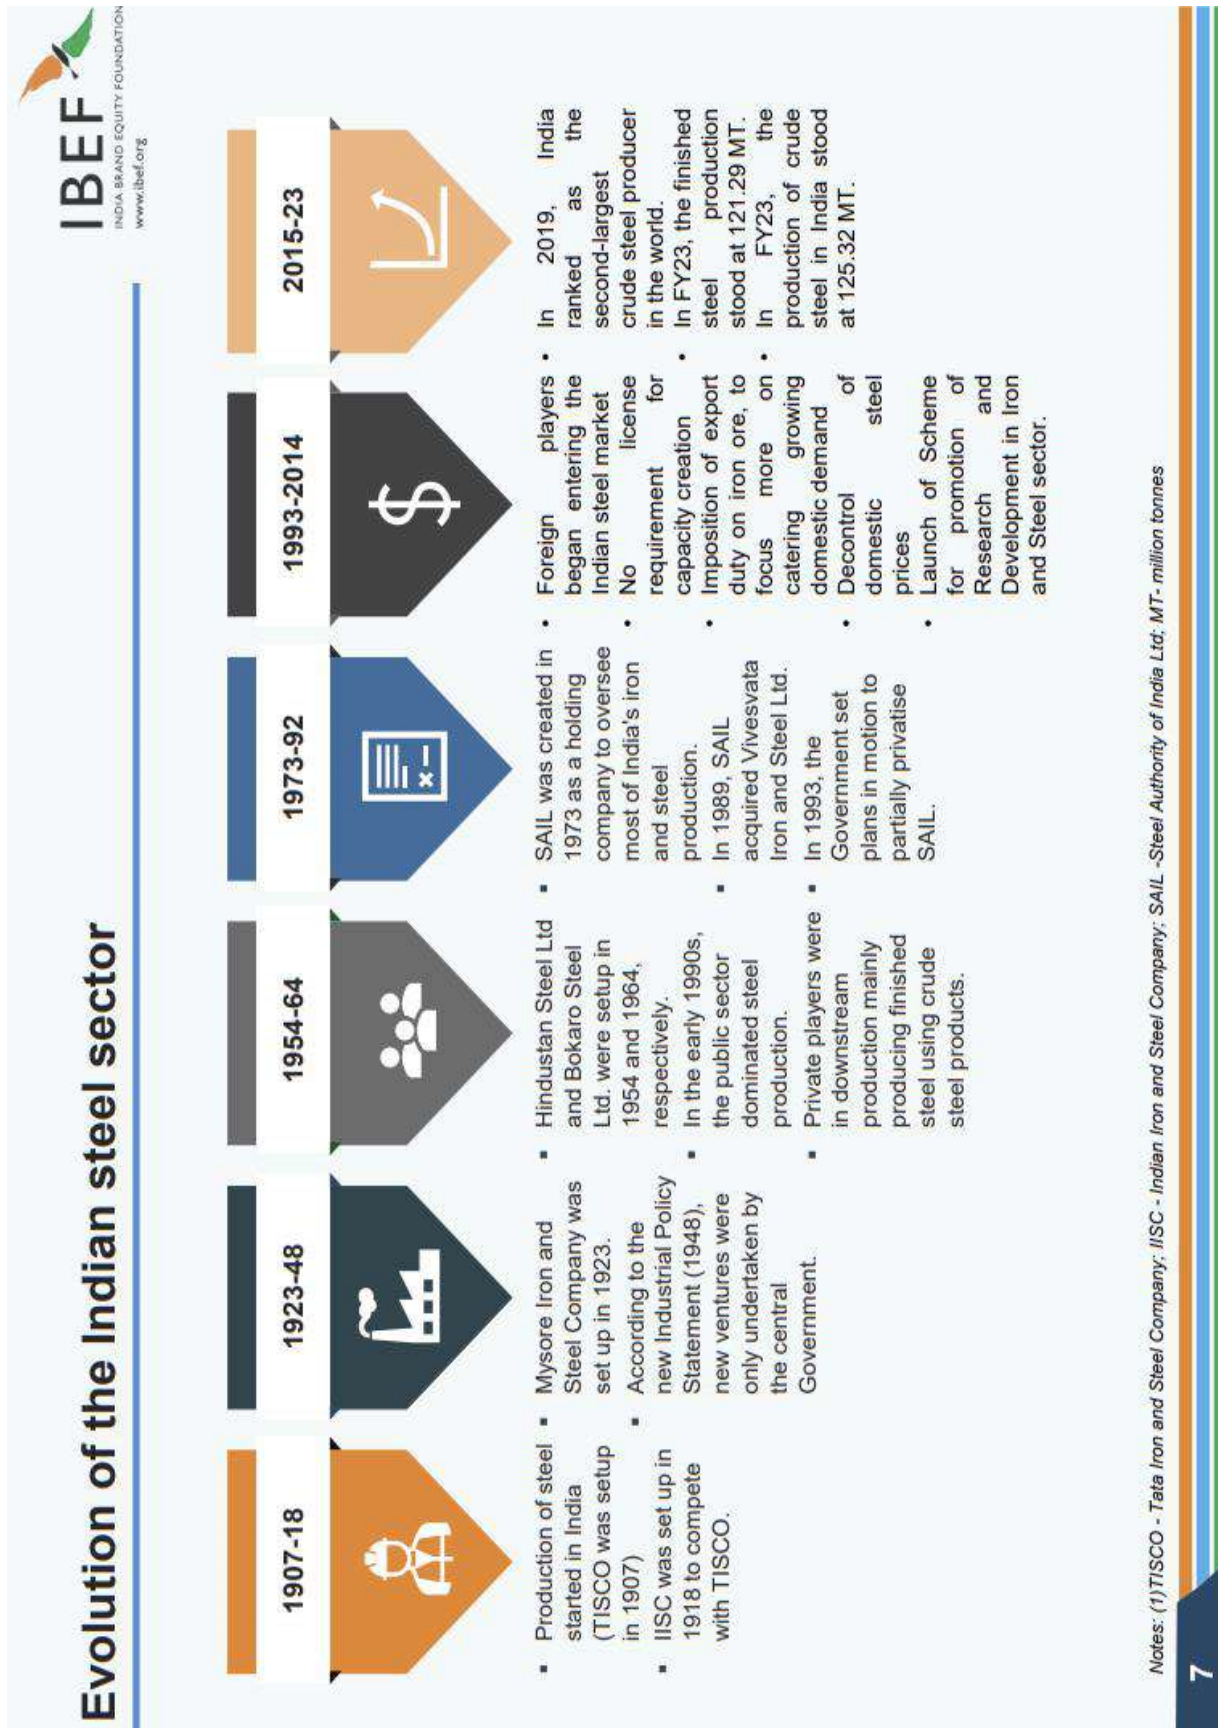 Evolution of the Indian steel sector
IBEF
INDIA BRAND EQUITY FOUNDATION
www.ibef.org
1907-18
▪ Production of steel
started in India
(TISCO was setup
in 1907)
▪ IISC was set up in
1918 to compete
with TISCO.
1923-48
▪ Mysore Iron and
Steel Company was
set up in 1923.
▪ According to the
new Industrial Policy
Statement (1948),
new ventures were
only undertaken by
the central
Government.
1954-64
▪ Hindustan Steel Ltd
and Bokaro Steel
Ltd. were setup in
1954 and 1964,
respectively.
▪ In the early 1990s,
the public sector
dominated steel
production.
▪ Private players were
in downstream
production mainly
producing finished
steel using crude
steel products.
1973-92
▪ SAIL was created in
1973 as a holding
company to oversee
most of India's iron
and steel
production.
▪ In 1989, SAIL
acquired Vivesvata
Iron and Steel Ltd.
▪ In 1993, the
Government set
plans in motion to
partially privatise
SAIL.
1993-2014
• Foreign players
began entering the
Indian steel market
• No license
requirement for
capacity creation
• Imposition of export
duty on iron ore, to
focus more on
catering growing
domestic demand
• Decontrol of
domestic steel
prices
• Launch of Scheme
for promotion of
Research and
Development in Iron
and Steel sector.
2015-23
• In 2019, India
ranked as the
second-largest
crude steel producer
in the world.
• In FY23, the finished
steel production
stood at 121.29 MT.
• In FY23, the
production of crude
steel in India stood
at 125.32 MT.
Notes: (1)TISCO - Tata Iron and Steel Company; IISC - Indian Iron and Steel Company; SAIL -Steel Authority of India Ltd; MT- million tonnes
7